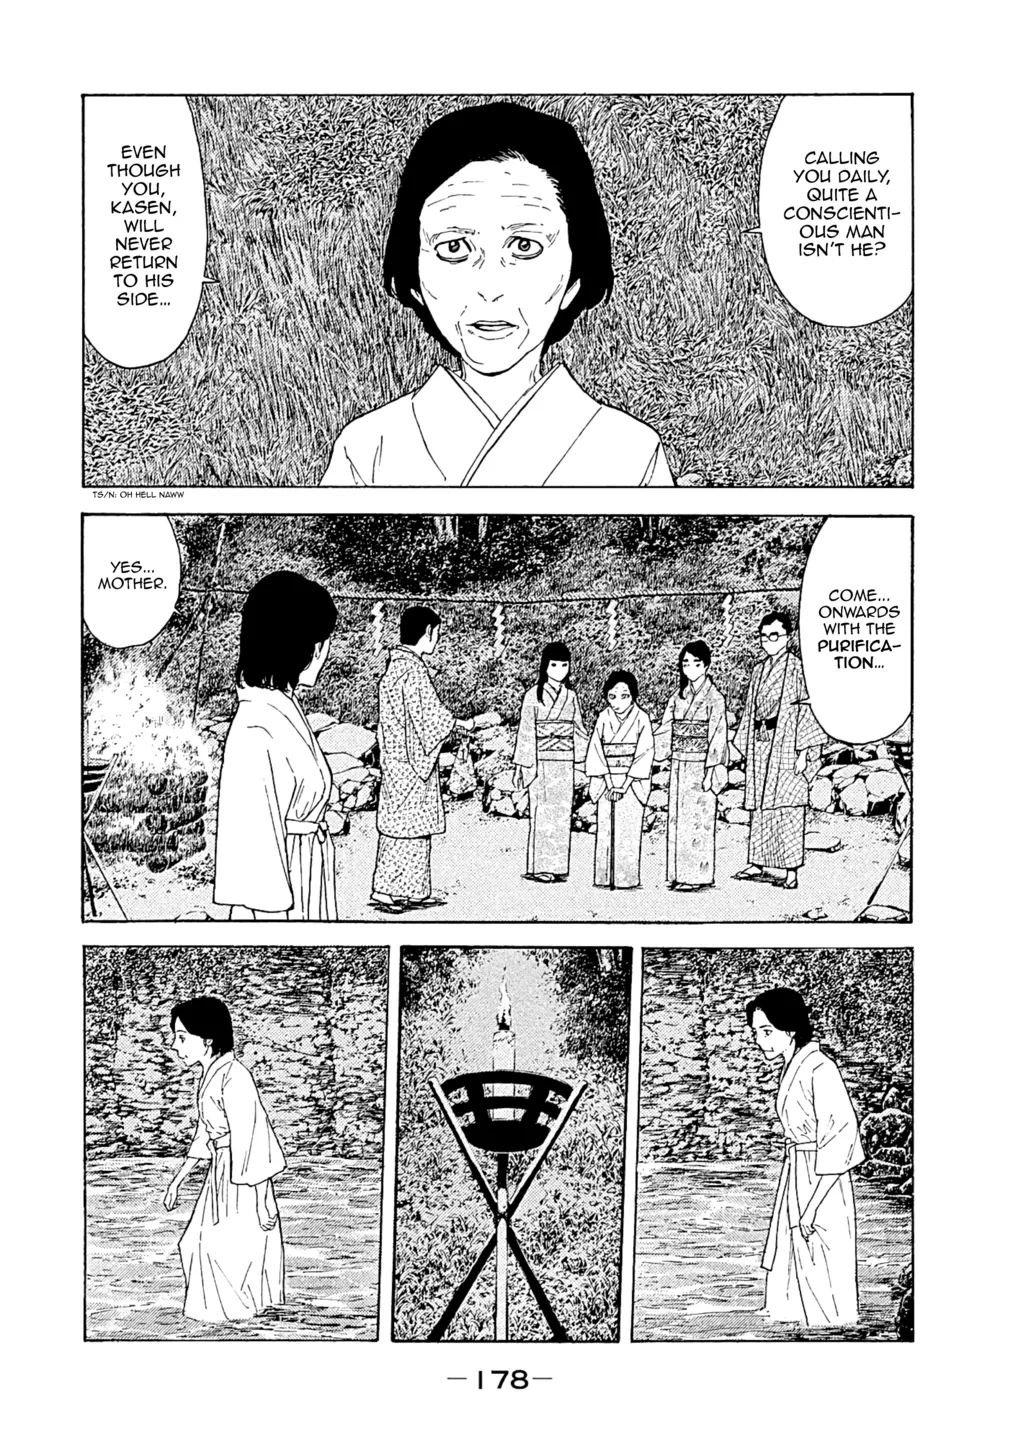 CALLING
YOU DAILY,
QUITE A
CONSCIENTI-
OUS MAN
ISN'T HE?
EVEN
THOUGH
YOU,
KASEN,
WILL
NEVER
RETURN
TO HIS
SIDE...
TS/N: OH HELL NAWW
COME...
ONWARDS
WITH THE
PURIFICA-
TION...
YES...
MOTHER.
-178-